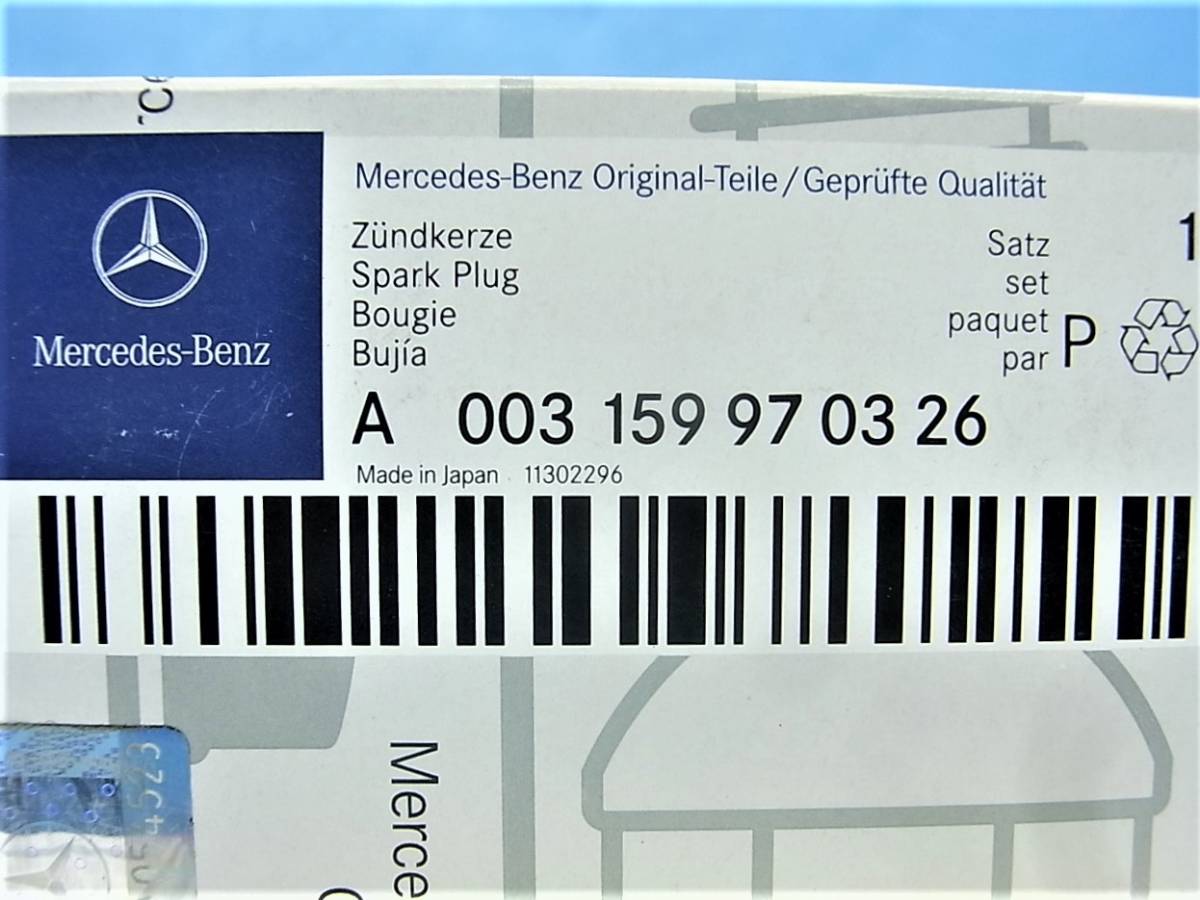 Mercedes-Benz
Mercedes-Benz Original-Teile/Geprüfte Qualität
Zündkerze
Spark Plug
Bougie
Bujía
Satz
set
paquet
par
1
P
A 003 159 97 03 26
Made in Japan 11302296
Merce